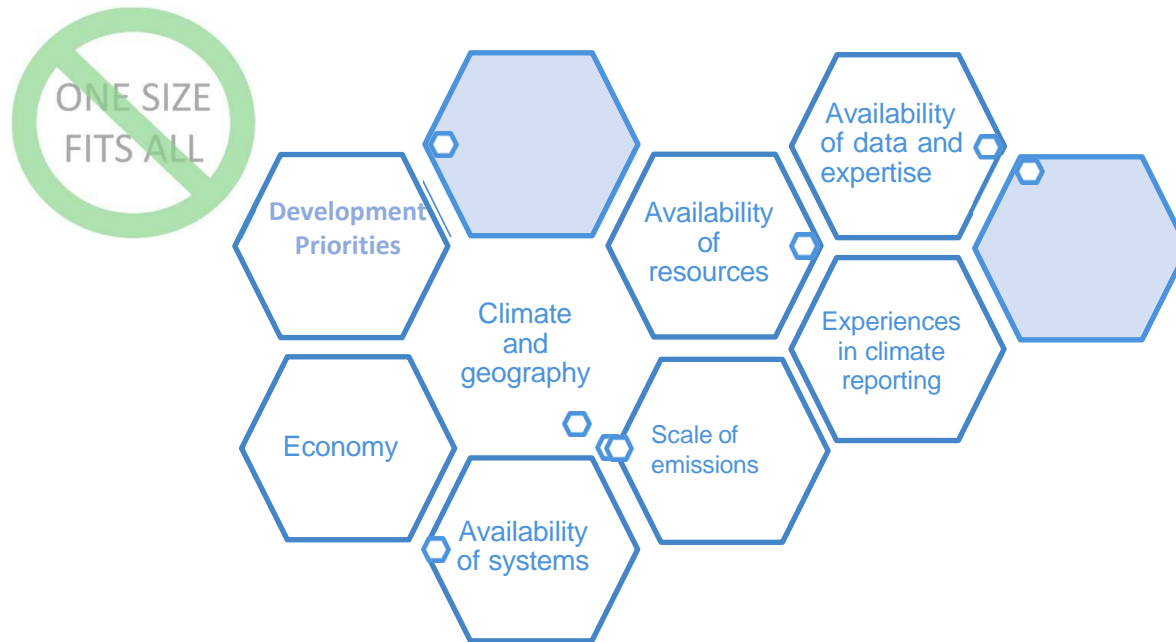 ONE SIZE
FITS ALL
Development
Priorities
Availability
of data and
expertise
Availability
of
resources
Climate
and
geography
Experiences
in climate
reporting
Economy
Scale of
emissions
Availability
of systems